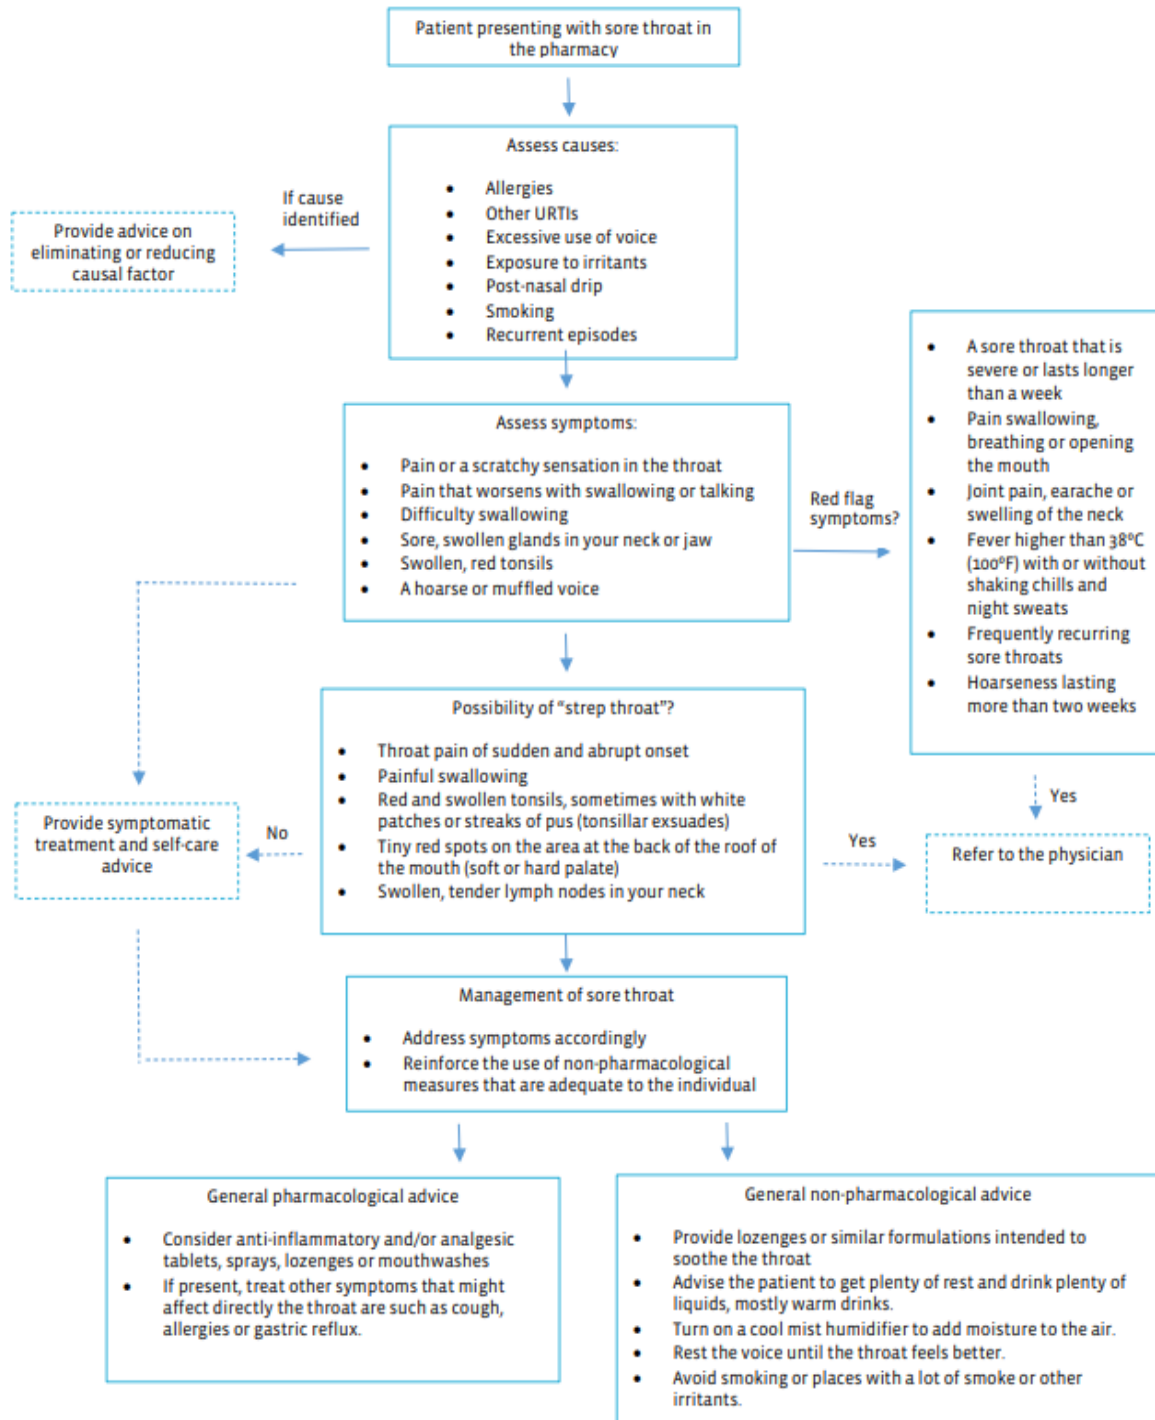 Patient presenting with sore throat in
the pharmacy
Assess causes:
• Allergies
• Other URTIs
• Excessive use of voice
• Exposure to irritants
• Post-nasal drip
• Smoking
• Recurrent episodes
If cause
identified
Provide advice on
eliminating or reducing
causal factor
Assess symptoms:
• Pain or a scratchy sensation in the throat
• Pain that worsens with swallowing or talking
• Difficulty swallowing
• Sore, swollen glands in your neck or jaw
• Swollen, red tonsils
• A hoarse or muffled voice
Red flag
symptoms?
• A sore throat that is
severe or lasts longer
than a week
• Pain swallowing,
breathing or opening
the mouth
• Joint pain, earache or
swelling of the neck
• Fever higher than 38ºC
(100ºF) with or without
shaking chills and
night sweats
• Frequently recurring
sore throats
• Hoarseness lasting
more than two weeks
Yes
Refer to the physician
Possibility of “strep throat”?
• Throat pain of sudden and abrupt onset
• Painful swallowing
• Red and swollen tonsils, sometimes with white
patches or streaks of pus (tonsillar exsuades)
• Tiny red spots on the area at the back of the roof of
the mouth (soft or hard palate)
• Swollen, tender lymph nodes in your neck
Yes
No
Provide symptomatic
treatment and self-care
advice
Management of sore throat
• Address symptoms accordingly
• Reinforce the use of non-pharmacological
measures that are adequate to the individual
General pharmacological advice
• Consider anti-inflammatory and/or analgesic
tablets, sprays, lozenges or mouthwashes
• If present, treat other symptoms that might
affect directly the throat are such as cough,
allergies or gastric reflux.
General non-pharmacological advice
• Provide lozenges or similar formulations intended to
soothe the throat
• Advise the patient to get plenty of rest and drink plenty of
liquids, mostly warm drinks.
• Turn on a cool mist humidifier to add moisture to the air.
• Rest the voice until the throat feels better.
• Avoid smoking or places with a lot of smoke or other
irritants.